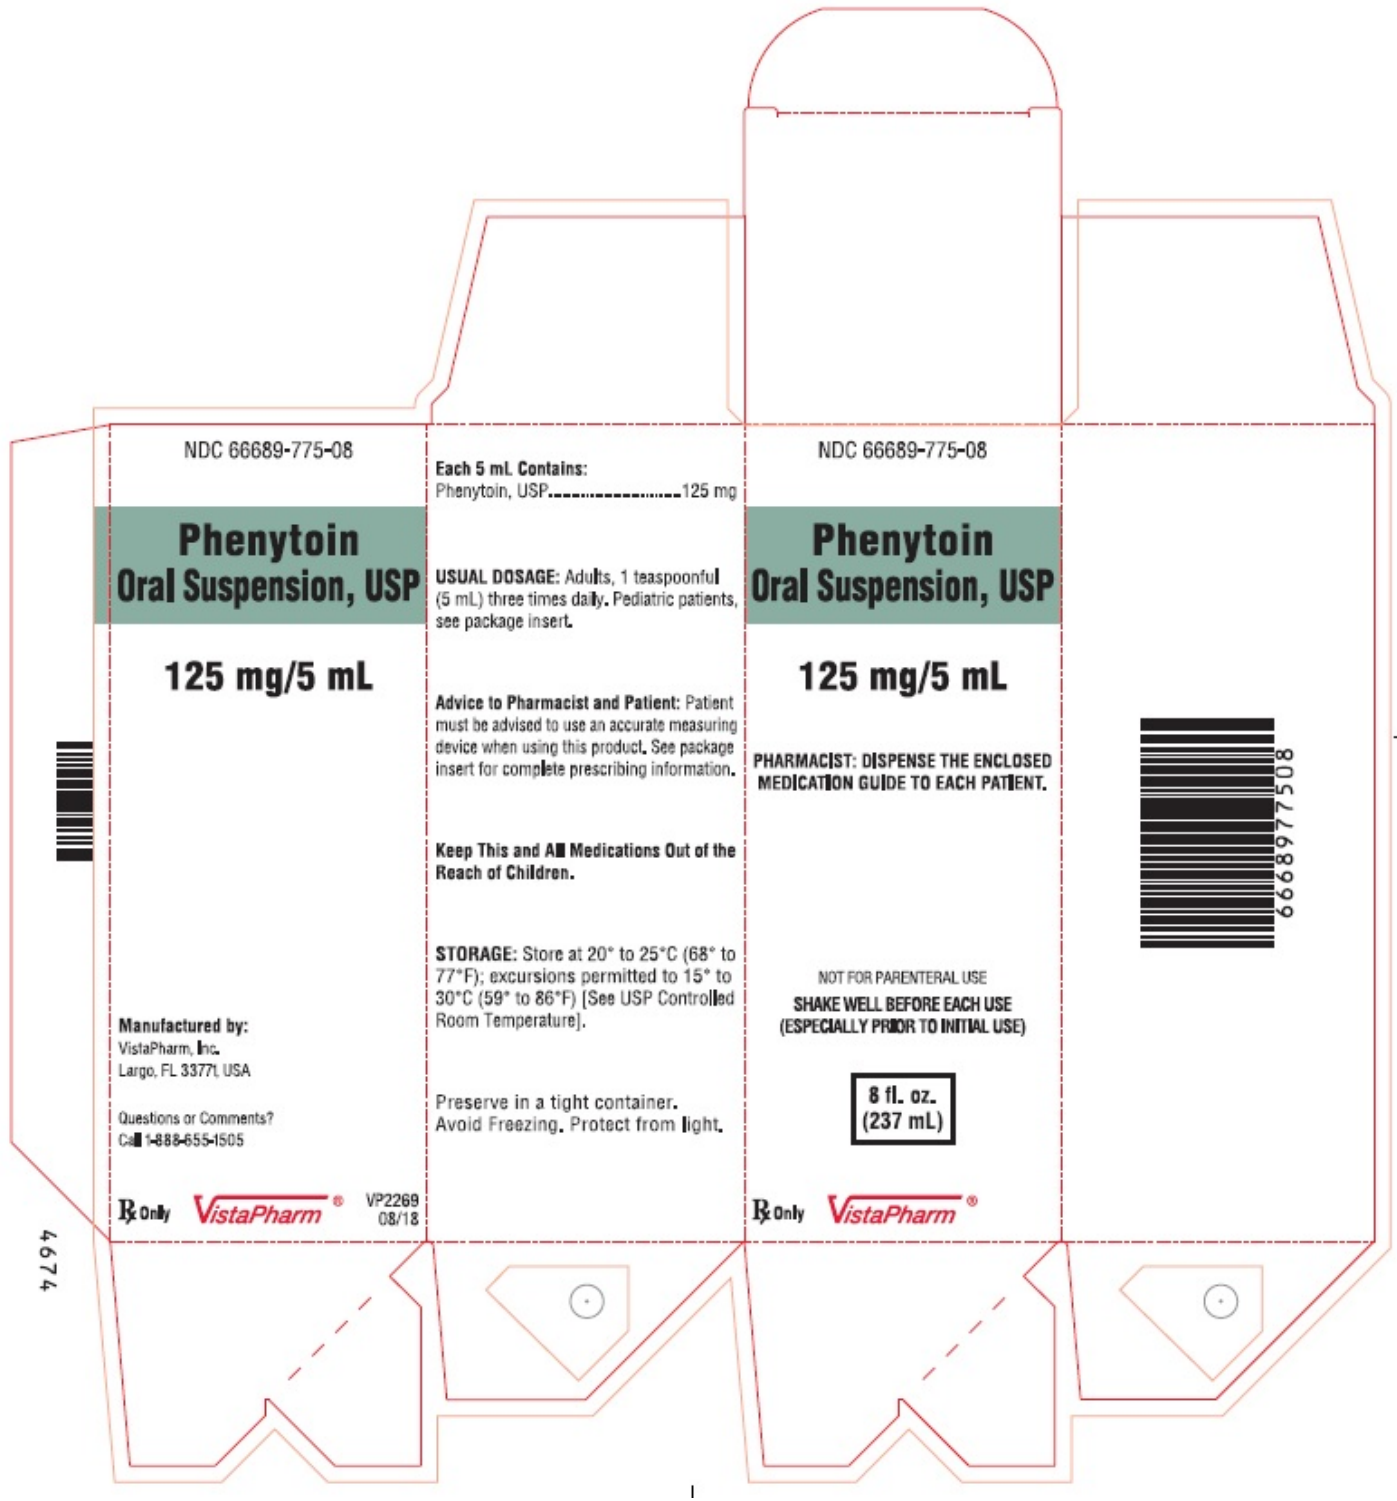 NDC 66689-775-08
Phenytoin
Oral Suspension, USP
125 mg/5 mL
Manufactured by:
VistaPharm, Inc.
Largo, FL 33771, USA
Questions or Comments?
Call 1-888-655-1505
Rx Only
VistaPharm®
VP2269
08/18
4674
Each 5 mL Contains:
Phenytoin, USP.......................125 mg
USUAL DOSAGE: Adults, 1 teaspoonful
(5 mL) three times daily. Pediatric patients,
see package insert.
Advice to Pharmacist and Patient: Patient
must be advised to use an accurate measuring
device when using this product. See package
insert for complete prescribing information.
Keep This and All Medications Out of the
Reach of Children.
STORAGE: Store at 20° to 25°C (68° to
77°F); excursions permitted to 15° to
30°C (59° to 86°F) [See USP Controlled
Room Temperature].
Preserve in a tight container.
Avoid Freezing. Protect from light.
NDC 66689-775-08
Phenytoin
Oral Suspension, USP
125 mg/5 mL
PHARMACIST: DISPENSE THE ENCLOSED
MEDICATION GUIDE TO EACH PATIENT.
NOT FOR PARENTERAL USE
SHAKE WELL BEFORE EACH USE
(ESPECIALLY PRIOR TO INITIAL USE)
8 fl. oz.
(237 mL)
Rx Only
VistaPharm®
6668977508